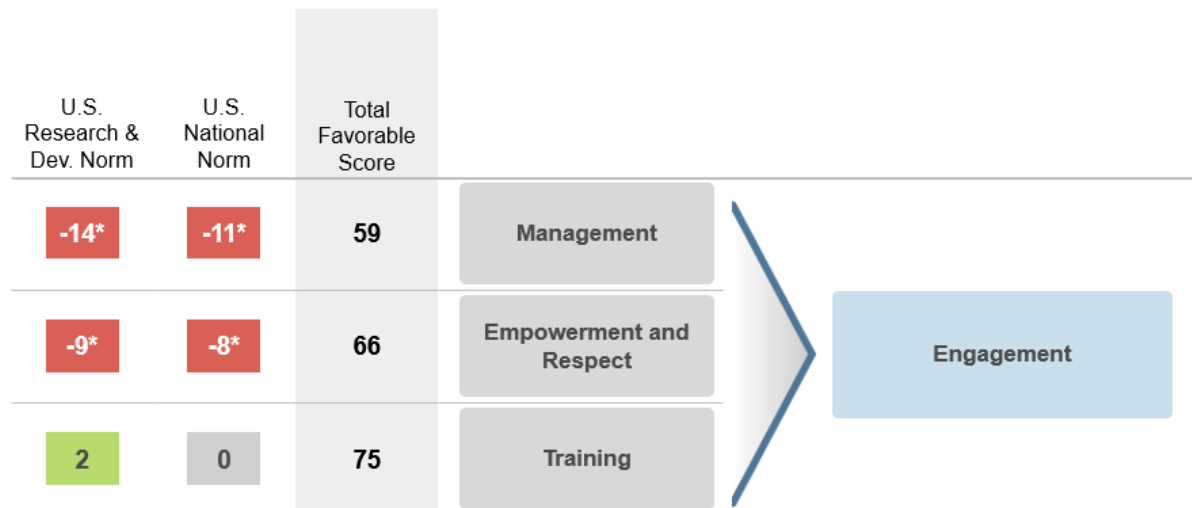 U.S.
Research &
Dev. Norm
U.S.
National
Norm
Total
Favorable
Score
-14*
-11*
59
Management
-9*
-8*
66
Empowerment and
Respect
Engagement
2
0
75
Training